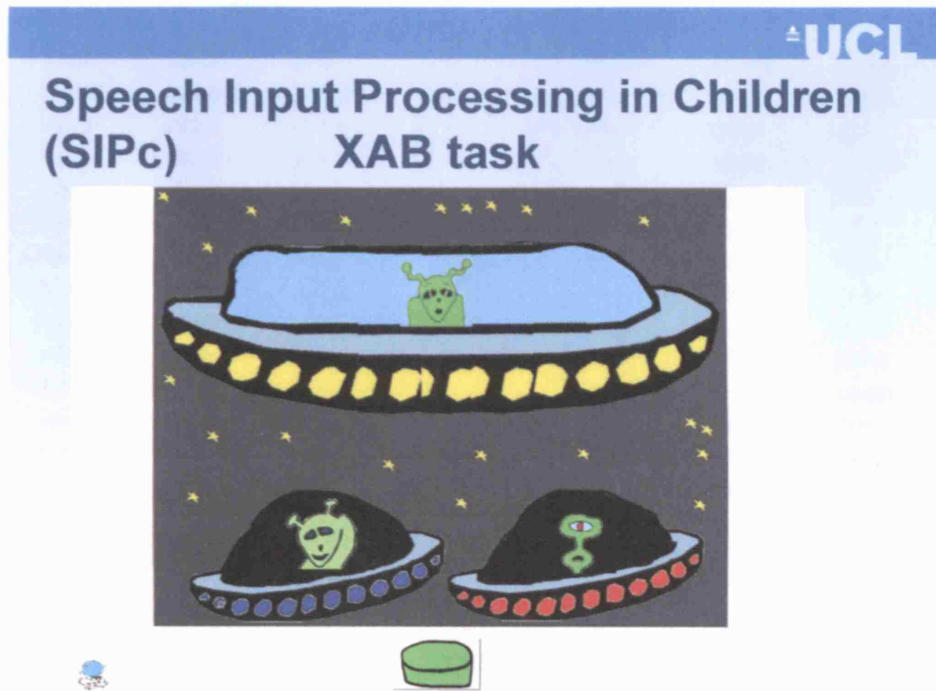 UCL
Speech Input Processing in Children
(SIPc) XAB task